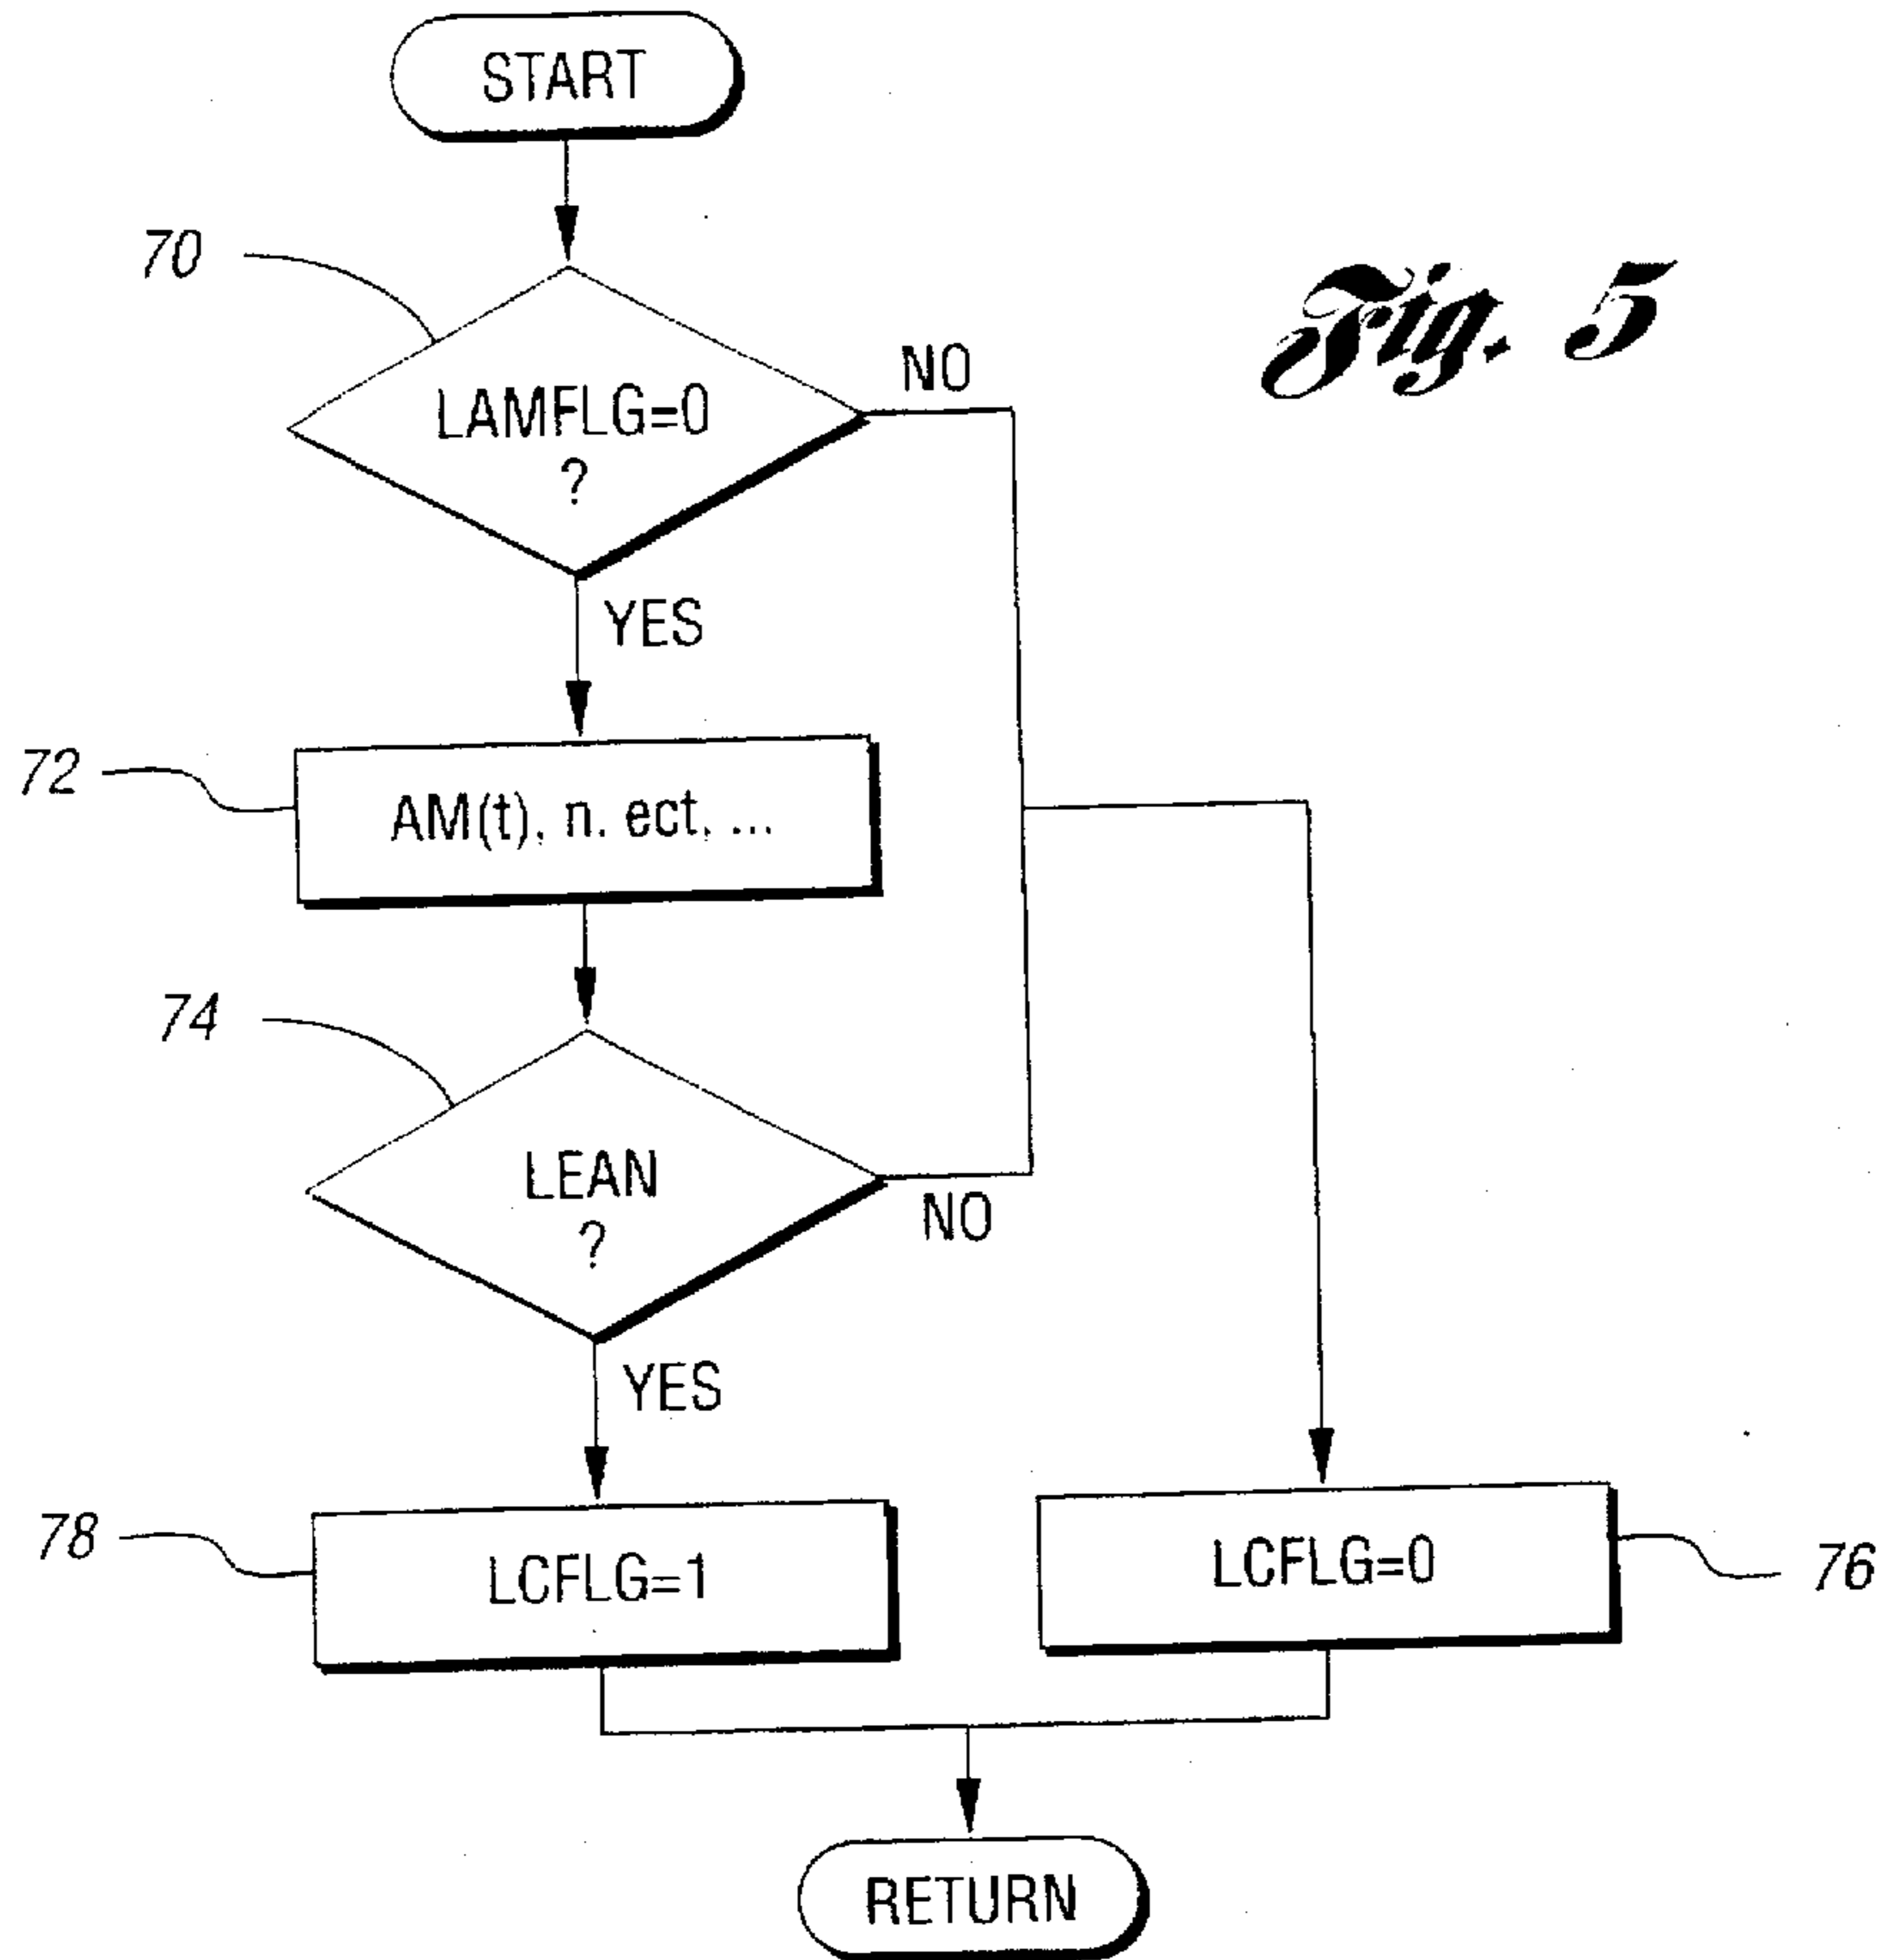 START
Fig. 5
70
LAMFLG=0
?
NO
YES
72
AM(t), n. ect, ...
74
LEAN
?
NO
YES
78
LCFLG=1
LCFLG=0
76
RETURN